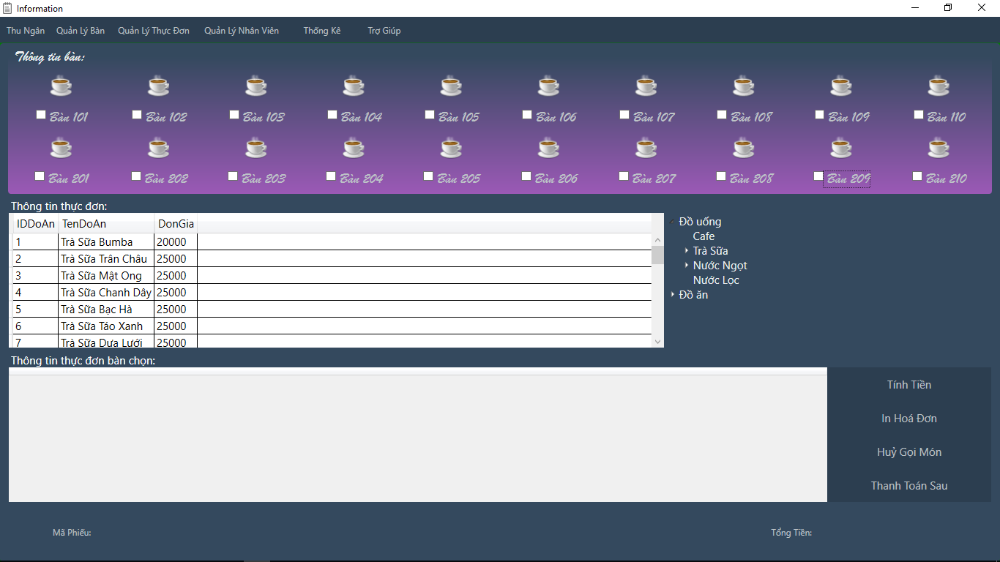 Information
Thu Ngân Quản Lý Bàn Quản Lý Thực Đơn Quản Lý Nhân Viên Thống Kê Trợ Giúp
Thông tin bàn:
Bàn 101 Bàn 102 Bàn 103 Bàn 104 Bàn 105 Bàn 106 Bàn 107 Bàn 108 Bàn 109 Bàn 110
Bàn 201 Bàn 202 Bàn 203 Bàn 204 Bàn 205 Bàn 206 Bàn 207 Bàn 208 Bàn 209 Bàn 210
Thông tin thực đơn:
IDDoAn TenDoAn DonGia
1 Trà Sữa Bumba 20000
2 Trà Sữa Trân Châu 25000
3 Trà Sữa Mật Ong 25000
4 Trà Sữa Chanh Dây 25000
5 Trà Sữa Bạc Hà 25000
6 Trà Sữa Táo Xanh 25000
7 Trà Sữa Dưa Lưới 25000
Đồ uống
Cafe
Trà Sữa
Nước Ngọt
Nước Lọc
Đồ ăn
Thông tin thực đơn bàn chọn:
Tính Tiền
In Hoá Đơn
Huỷ Gọi Món
Thanh Toán Sau
Mã Phiếu: Tổng Tiền: